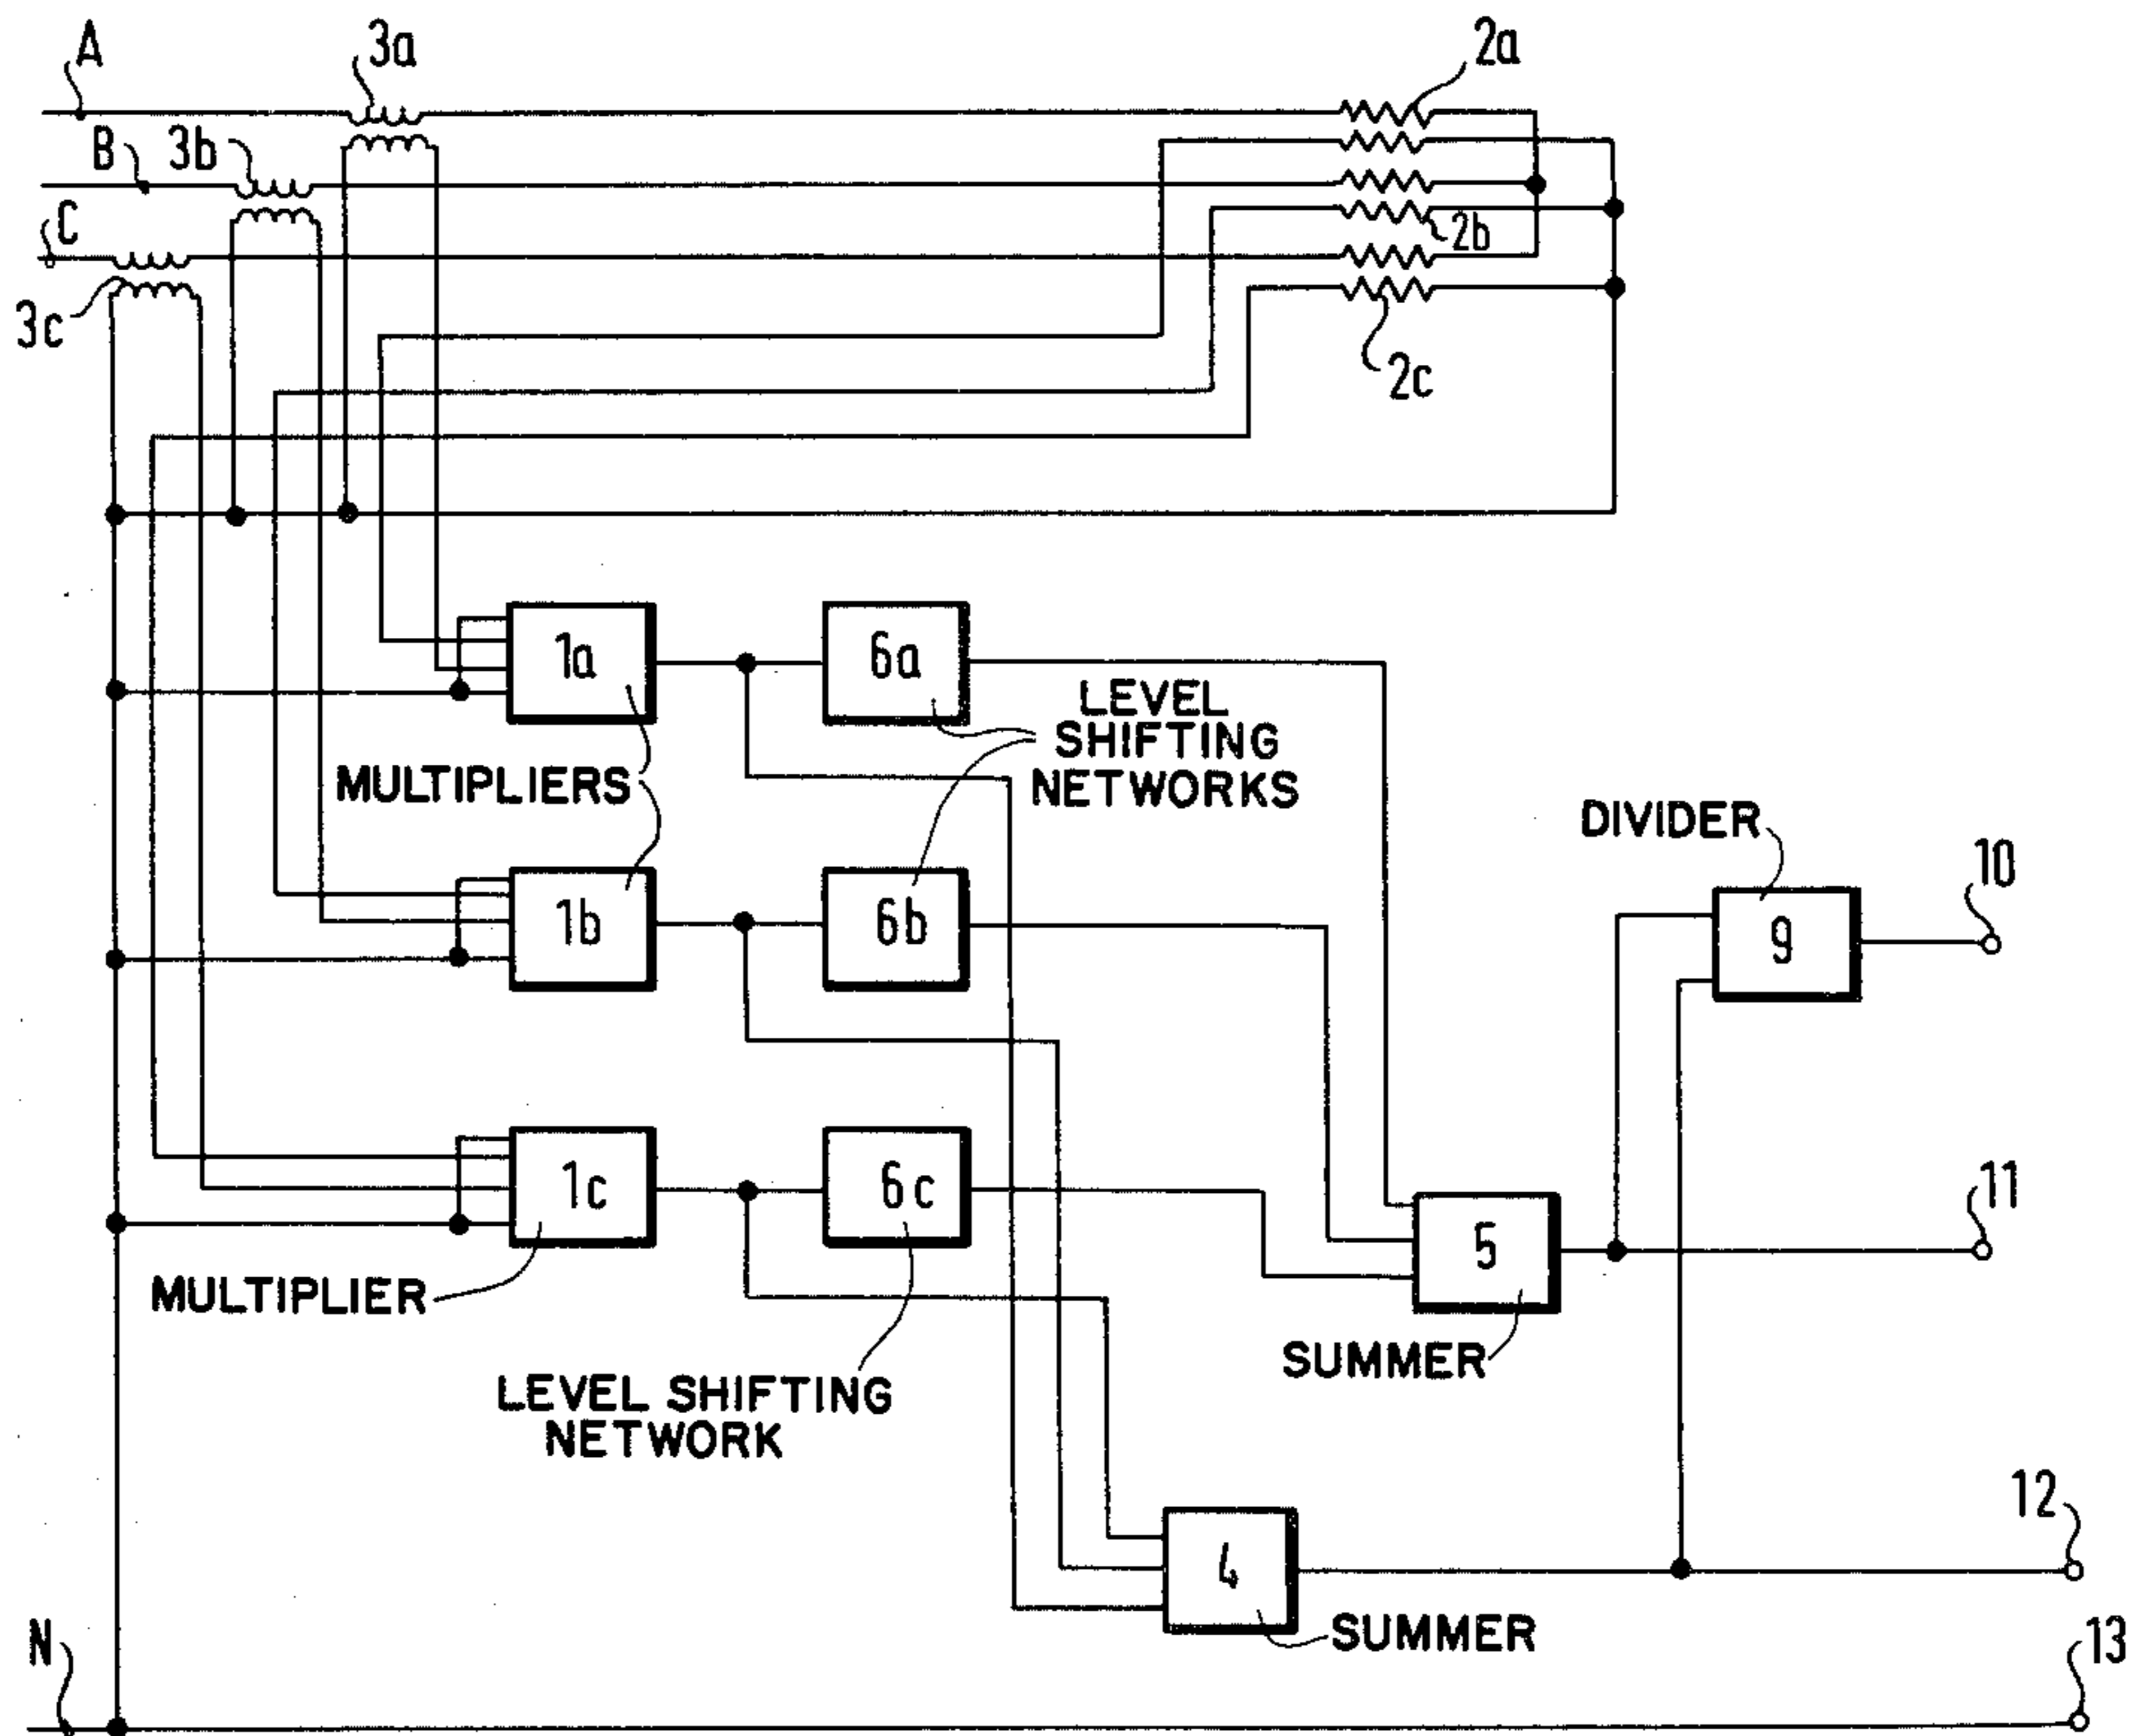 A
3a
2a
B
3b
C
2b
3c
2c
1a
6a
LEVEL
SHIFTING
NETWORKS
MULTIPLIERS
DIVIDER
10
1b
6b
9
1c
6c
11
5
MULTIPLIER
SUMMER
LEVEL SHIFTING
NETWORK
12
4
SUMMER
N
13